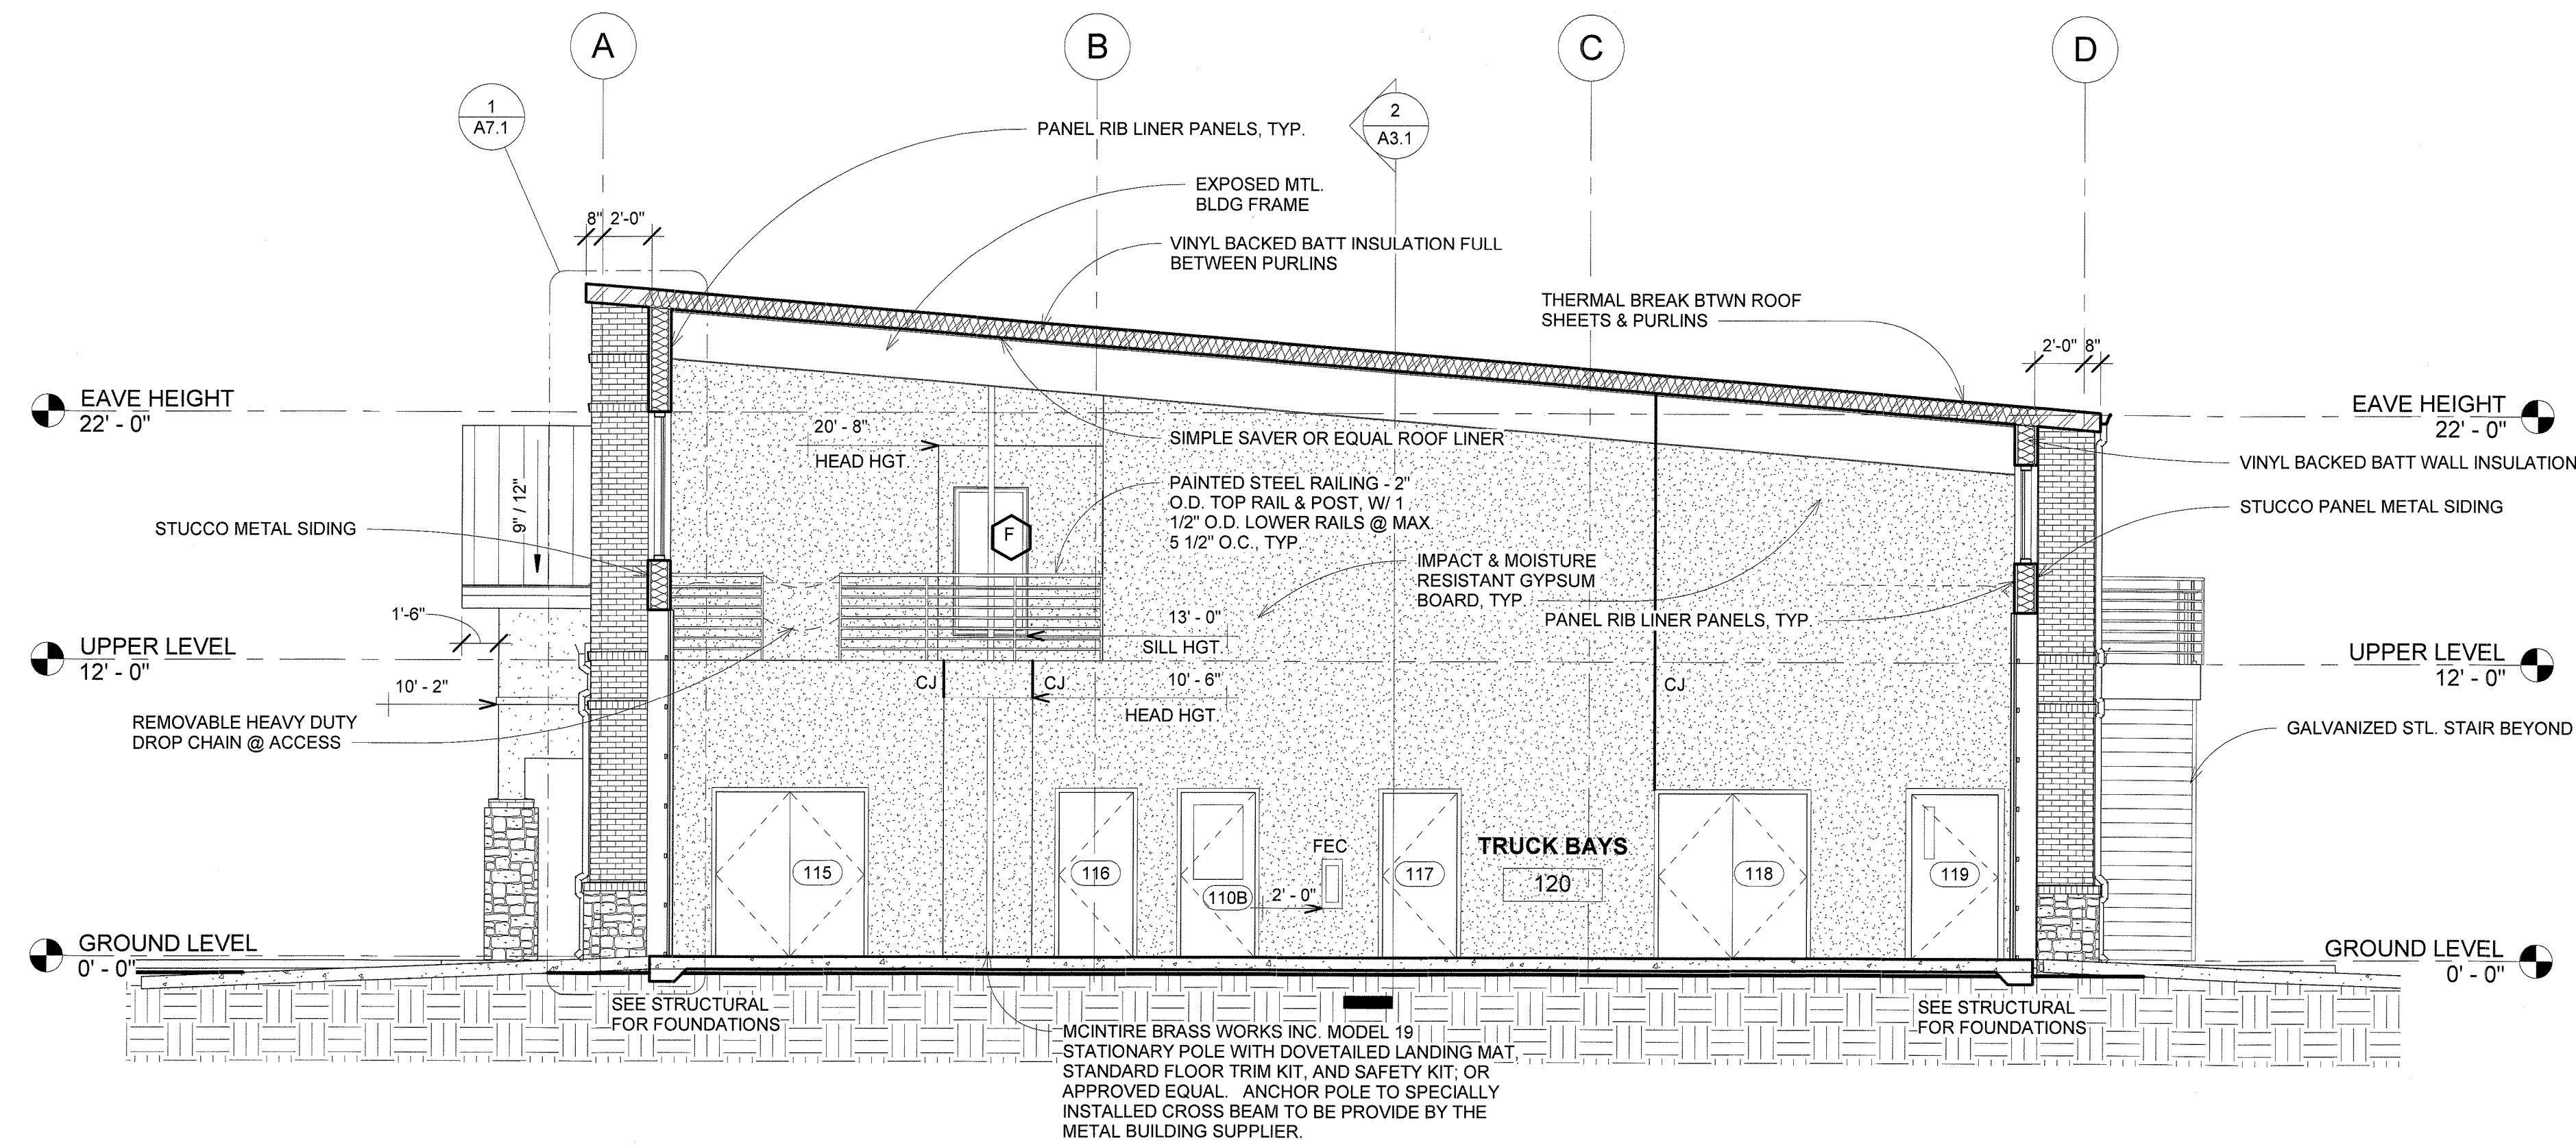 A
B
C
D
1
A7.1
2
A3.1
PANEL RIB LINER PANELS, TYP.
EXPOSED MTL.
BLDG FRAME
8"
2'-0"
VINYL BACKED BATT INSULATION FULL
BETWEEN PURLINS
THERMAL BREAK BTWN ROOF
SHEETS & PURLINS
2'-0"
8"
EAVE HEIGHT
22' - 0"
EAVE HEIGHT
22' - 0"
20' - 8"
HEAD HGT.
SIMPLE SAVER OR EQUAL ROOF LINER
VINYL BACKED BATT WALL INSULATION
9" / 12"
PAINTED STEEL RAILING - 2"
O.D. TOP RAIL & POST, W/ 1
1/2" O.D. LOWER RAILS @ MAX.
5 1/2" O.C., TYP.
STUCCO PANEL METAL SIDING
STUCCO METAL SIDING
F
IMPACT & MOISTURE
RESISTANT GYPSUM
BOARD, TYP.
1'-6"
13' - 0"
SILL HGT.
PANEL RIB LINER PANELS, TYP.
UPPER LEVEL
12' - 0"
UPPER LEVEL
12' - 0"
10' - 2"
CJ
CJ
10' - 6"
HEAD HGT.
CJ
REMOVABLE HEAVY DUTY
DROP CHAIN @ ACCESS
GALVANIZED STL. STAIR BEYOND
FEC
TRUCK BAYS
120
115
116
110B
2' - 0"
117
118
119
GROUND LEVEL
0' - 0"
GROUND LEVEL
0' - 0"
SEE STRUCTURAL
FOR FOUNDATIONS
SEE STRUCTURAL
FOR FOUNDATIONS
MCINTIRE BRASS WORKS INC. MODEL 19
STATIONARY POLE WITH DOVETAILED LANDING MAT,
STANDARD FLOOR TRIM KIT, AND SAFETY KIT; OR
APPROVED EQUAL. ANCHOR POLE TO SPECIALLY
INSTALLED CROSS BEAM TO BE PROVIDE BY THE
METAL BUILDING SUPPLIER.